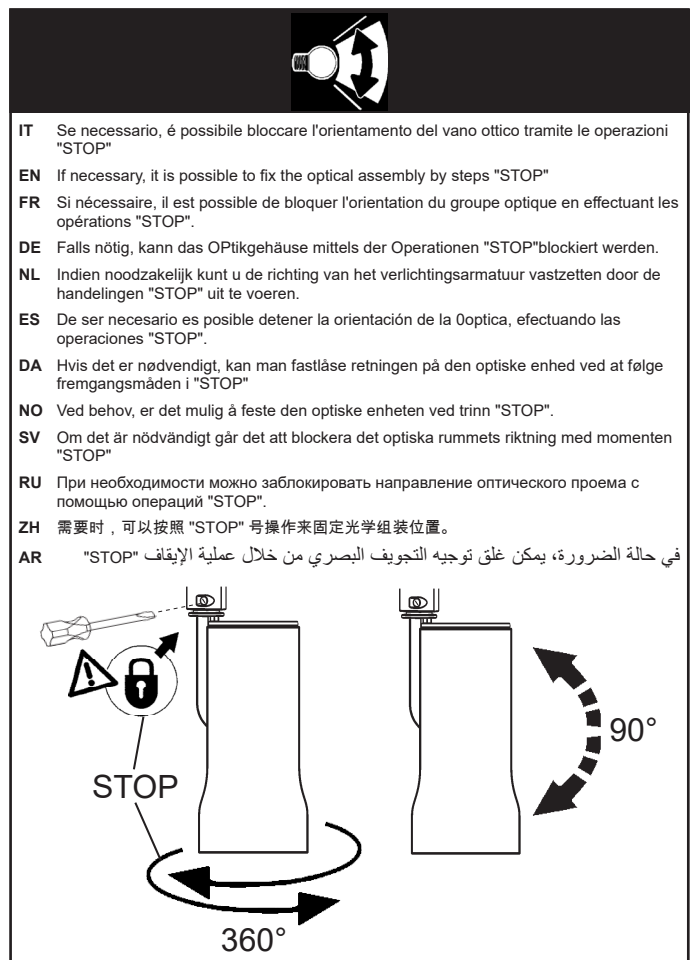 IT Se necessario, é possibile bloccare l'orientamento del vano ottico tramite le operazioni
"STOP"
EN If necessary, it is possible to fix the optical assembly by steps "STOP"
FR Si nécessaire, il est possible de bloquer l'orientation du groupe optique en effectuant les
opérations "STOP".
DE Falls nötig, kann das OPtikgehäuse mittels der Operationen "STOP"blockiert werden.
NL Indien noodzakelijk kunt u de richting van het verlichtingsarmatuur vastzetten door de
handelingen "STOP" uit te voeren.
ES De ser necesario es posible detener la orientación de la 0optica, efectuando las
operaciones "STOP".
DA Hvis det er nødvendigt, kan man fastlåse retningen på den optiske enhed ved at følge
fremgangsmåden i "STOP"
NO Ved behov, er det mulig å feste den optiske enheten ved trinn "STOP".
SV Om det är nödvändigt går det att blockera det optiska rummets riktning med momenten
"STOP"
RU При необходимости можно заблокировать направление оптического проема с
помощью операций "STOP".
ZH 需要时，可以按照 "STOP" 号操作来固定光学组装位置。
AR في حالة الضرورة، يمكن غلق توجيه التجويف البصري من خلال عملية الإيقاف "STOP"
STOP
360°
90°